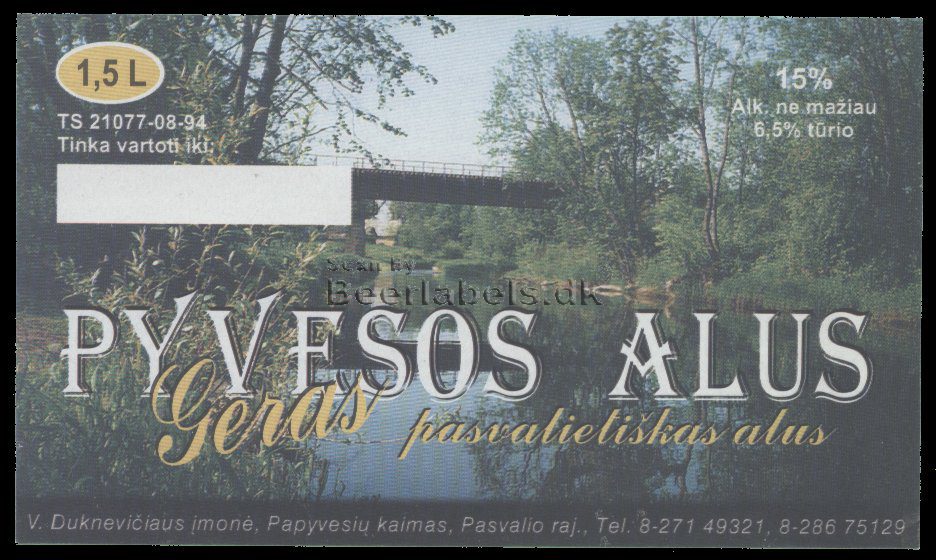 1,5 L
TS 21077-08-94
Tinka vartoti iki:
15%
Alk. ne mažiau
6,5% tūrio
Scan by
Beerlabels.dk
PYVESOS ALUS
Geras pasvalietiškas alus
V. Duknevičiaus įmonė, Papyvesių kaimas, Pasvalio raj., Tel. 8-271 49321, 8-286 75129